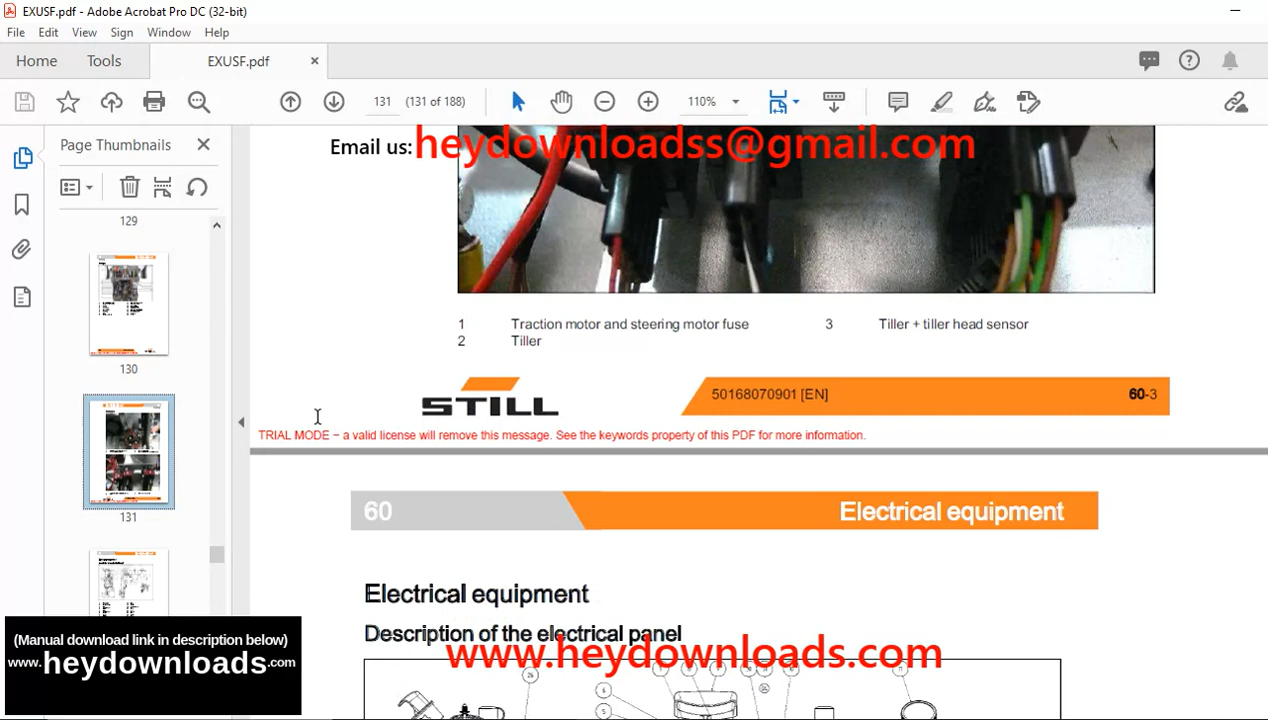 EXUSF.pdf - Adobe Acrobat Pro DC (32-bit)
File Edit View Sign Window Help
Home Tools EXUSF.pdf
131 (131 of 188) 110%
Page Thumbnails
129
130
131
Email us: heydownloadss@gmail.com
1 Traction motor and steering motor fuse 3 Tiller + tiller head sensor
2 Tiller
STILL 50168070901 [EN] 60-3
TRIAL MODE − a valid license will remove this message. See the keywords property of this PDF for more information.
60 Electrical equipment
Electrical equipment
Description of the electrical panel
www.heydownloads.com
26
6
5
(Manual download link in description below)
www.heydownloads.com